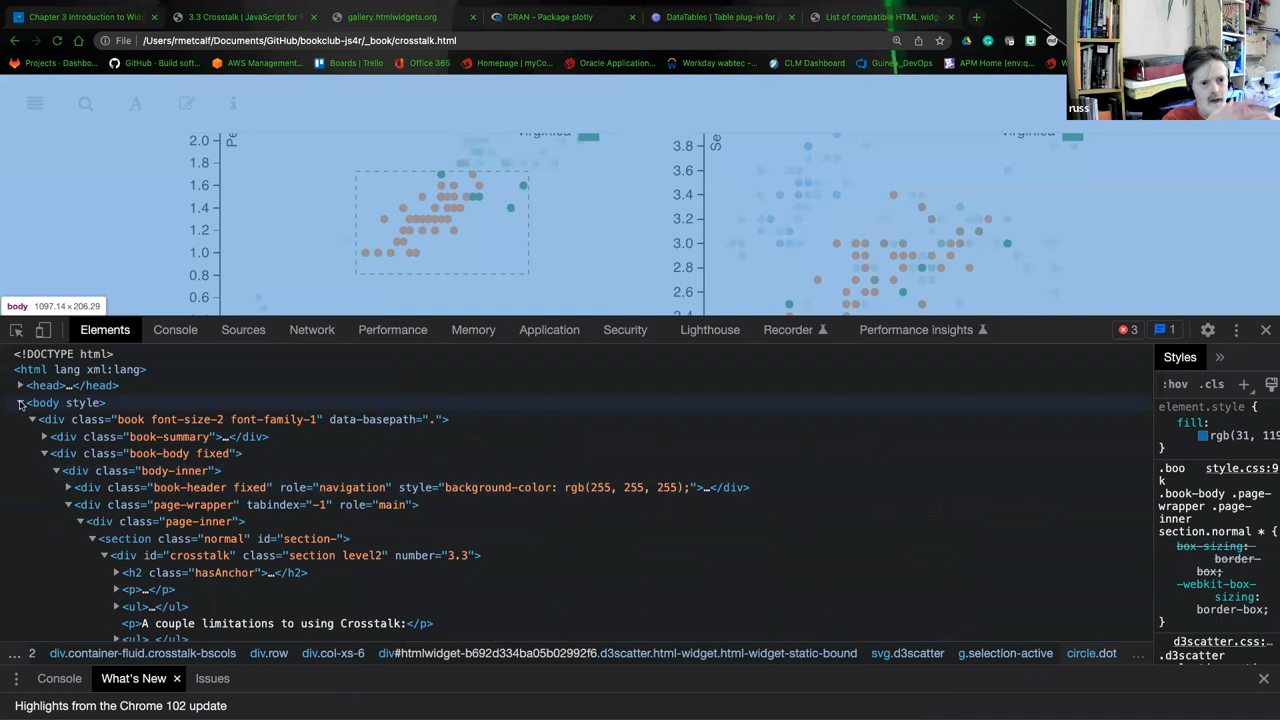 Chapter 3 Introduction to Wid
3.3 Crosstalk | JavaScript for R
gallery.htmlwidgets.org
CRAN - Package plotly
DataTables | Table plug-in for j
List of compatible HTML widg
File /Users/rmetcalf/Documents/GitHub/bookclub-js4r/_book/crosstalk.html
Projects - Dashbo...
GitHub - Build soft...
AWS Management...
Boards | Trello
Office 365
Homepage | myCo...
Oracle Application...
Workday wabtec -...
CLM Dashboard
Guinea_DevOps
APM Home (env:q...
russ
2.0
1.8
1.6
1.4
1.2
1.0
0.8
0.6
Pe
Virginica
3.8
3.6
3.4
3.2
3.0
2.8
2.6
2.4
Se
Virginica
body 1097.14 × 206.29
Elements Console Sources Network Performance Memory Application Security Lighthouse Recorder Performance insights 3 1
<!DOCTYPE html>
<html lang xml:lang>
<head>…</head>
<body style>
<div class="book font-size-2 font-family-1" data-basepath=".">
<div class="book-summary">…</div>
<div class="book-body fixed">
<div class="body-inner">
<div class="book-header fixed" role="navigation" style="background-color: rgb(255, 255, 255);">…</div>
<div class="page-wrapper" tabindex="-1" role="main">
<div class="page-inner">
<section class="normal" id="section-">
<div id="crosstalk" class="section level2" number="3.3">
<h2 class="hasAnchor">…</h2>
<p>…</p>
<ul>…</ul>
<p>A couple limitations to using Crosstalk:</p>
<ul>…</ul>
Styles »
:hov .cls +
element.style {
fill:
rgb(31, 119
}
.boo style.css:9
k
.book-body .page-
wrapper .page-
inner
section.normal * {
box-sizing:
border-
box;
-webkit-box-
sizing:
border-box;
}
d3scatter.css:…
.d3scatter
… 2 div.container-fluid.crosstalk-bscols div.row div.col-xs-6 div#htmlwidget-b692d334ba05b02992f6.d3scatter.html-widget.html-widget-static-bound svg.d3scatter g.selection-active circle.dot …
Console What's New × Issues
Highlights from the Chrome 102 update